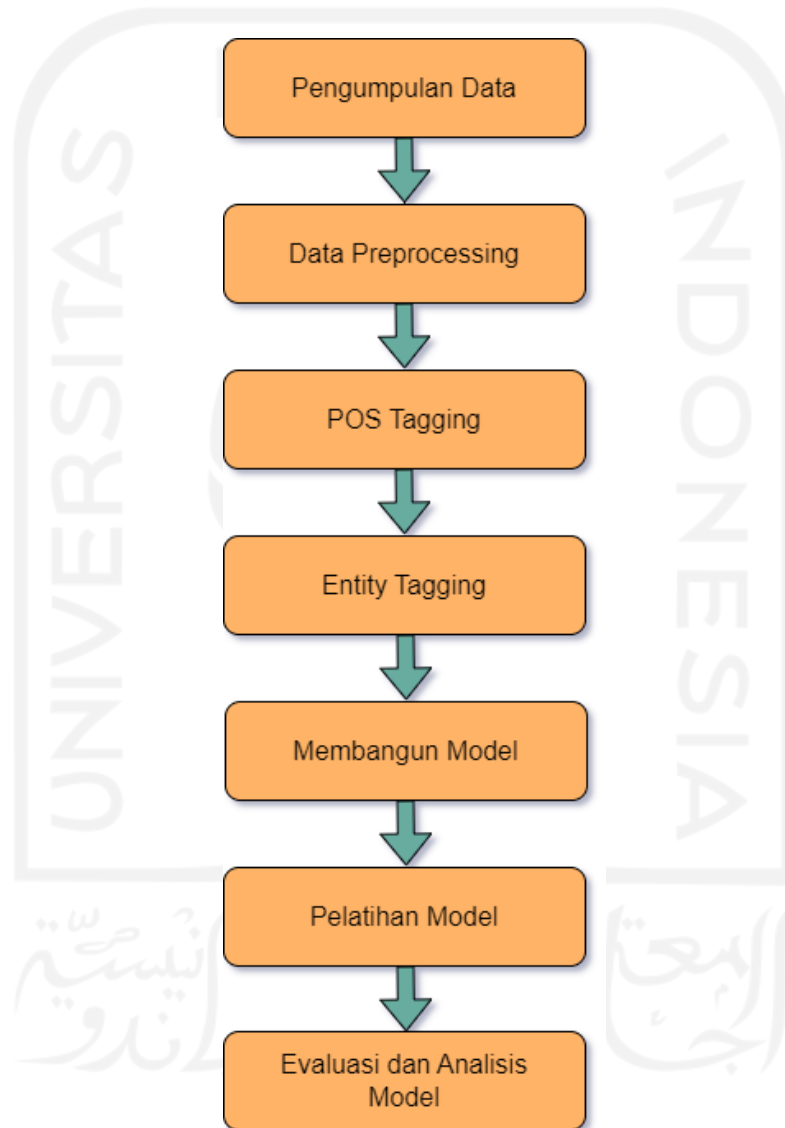 Pengumpulan Data
Data Preprocessing
POS Tagging
Entity Tagging
Membangun Model
Pelatihan Model
Evaluasi dan Analisis
Model
UNIVERSITAS
INDONESIA